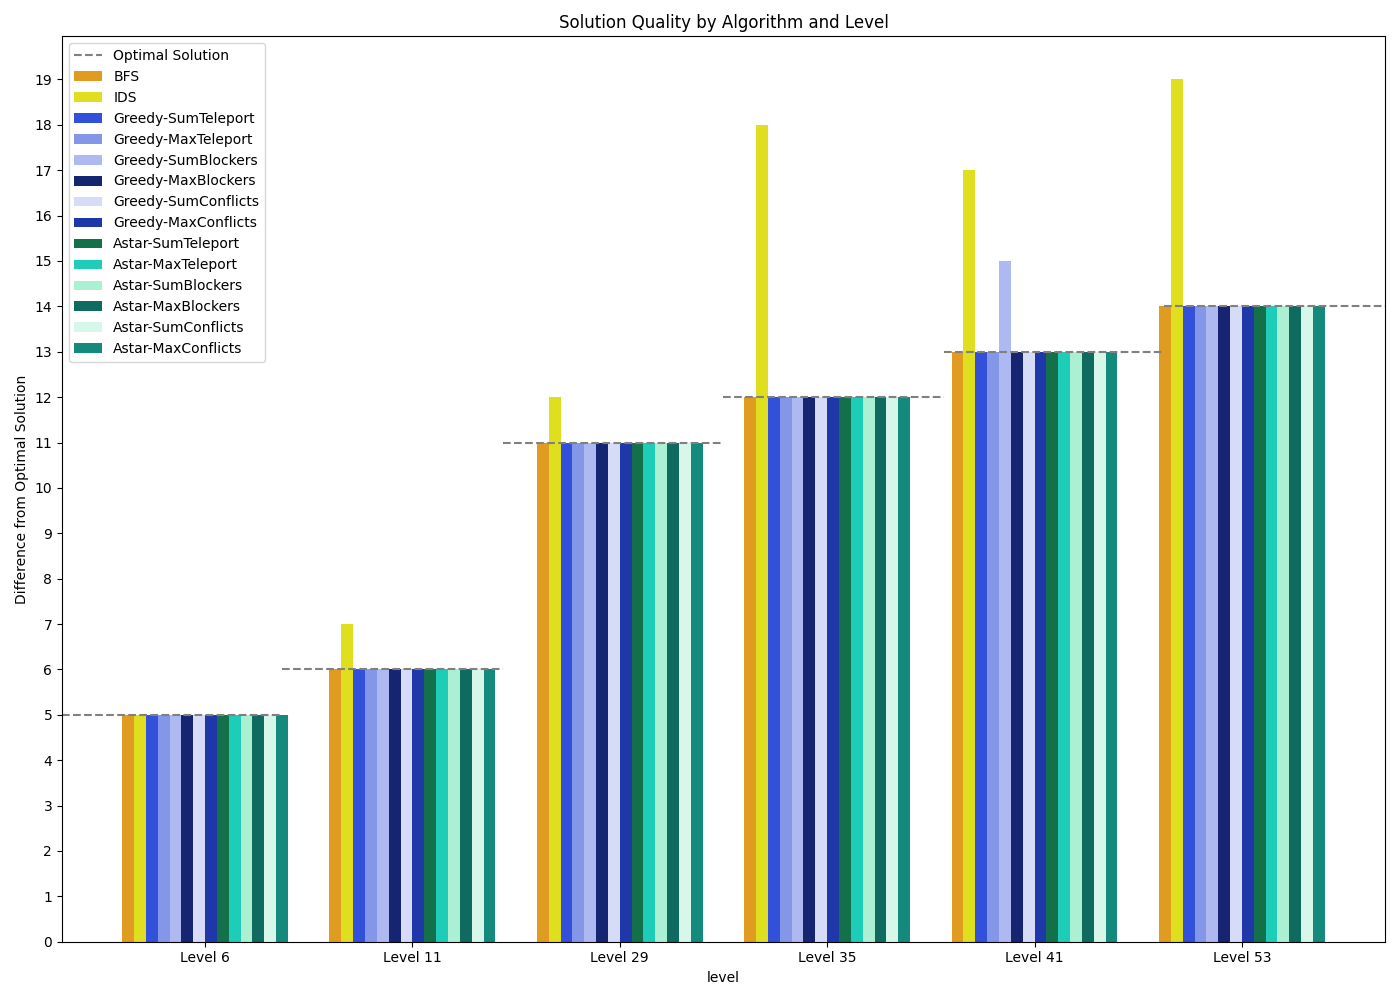 Solution Quality by Algorithm and Level
Optimal Solution
BFS
IDS
Greedy-SumTeleport
Greedy-MaxTeleport
Greedy-SumBlockers
Greedy-MaxBlockers
Greedy-SumConflicts
Greedy-MaxConflicts
Astar-SumTeleport
Astar-MaxTeleport
Astar-SumBlockers
Astar-MaxBlockers
Astar-SumConflicts
Astar-MaxConflicts
Difference from Optimal Solution
19
18
17
16
15
14
13
12
11
10
9
8
7
6
5
4
3
2
1
0
Level 6
Level 11
Level 29
Level 35
Level 41
Level 53
level